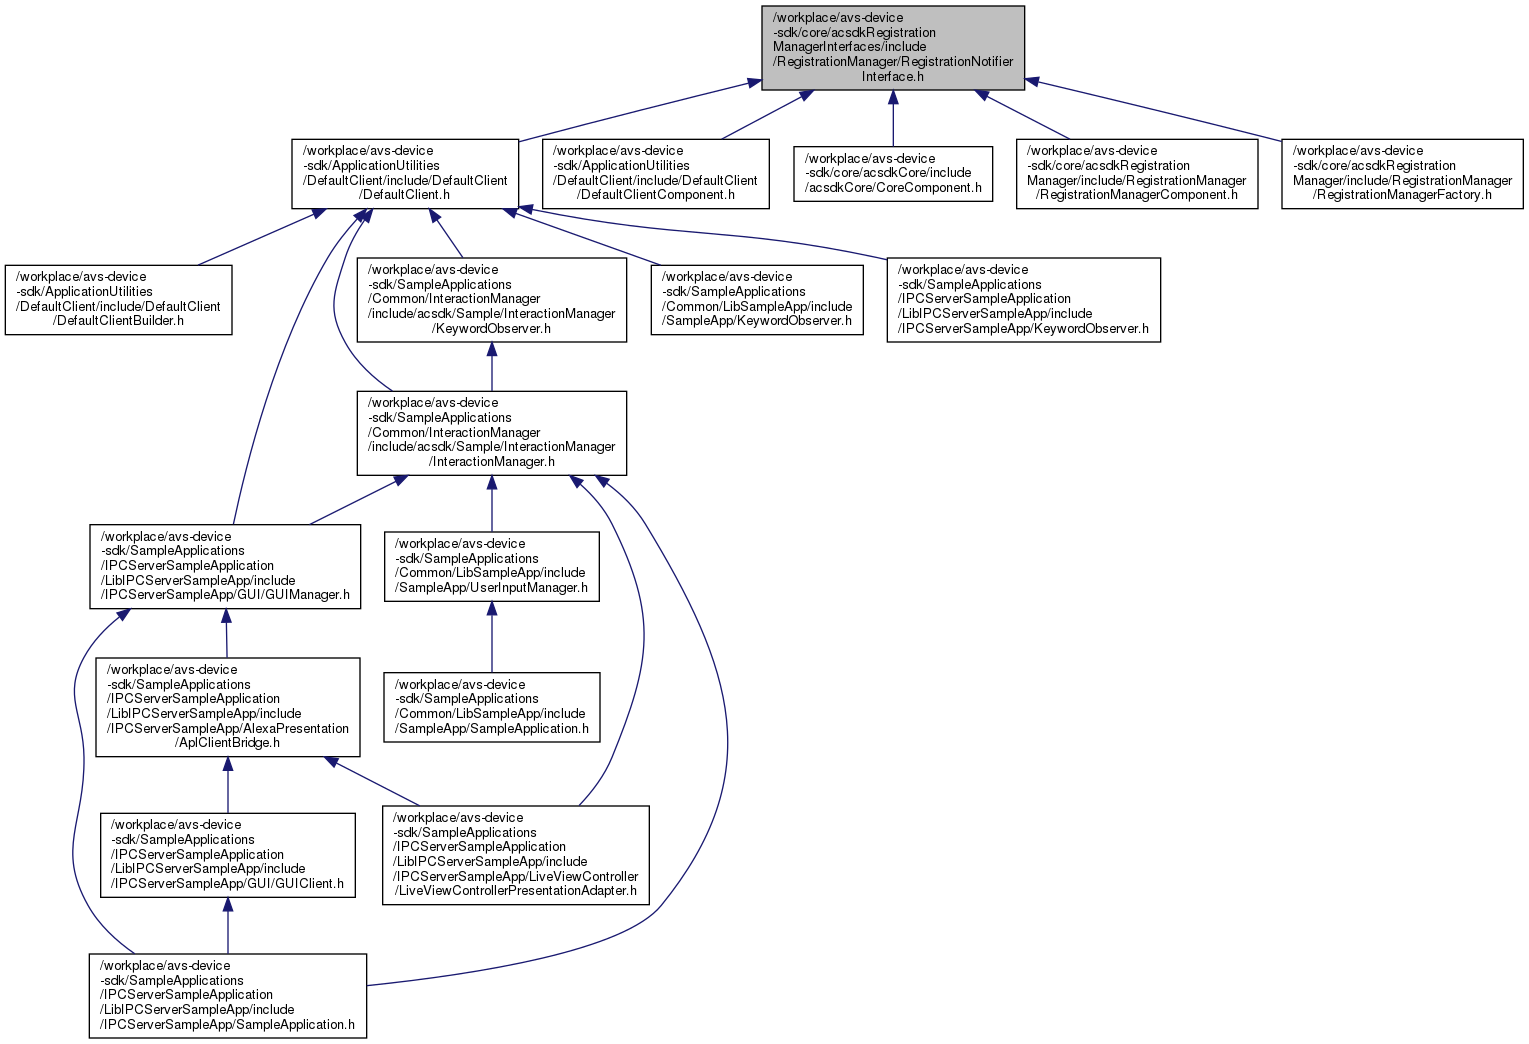 /workplace/avs-device
-sdk/core/acsdkRegistration
ManagerInterfaces/include
/RegistrationManager/RegistrationNotifier
Interface.h
/workplace/avs-device
-sdk/ApplicationUtilities
/DefaultClient/include/DefaultClient
/DefaultClient.h
/workplace/avs-device
-sdk/ApplicationUtilities
/DefaultClient/include/DefaultClient
/DefaultClientComponent.h
/workplace/avs-device
-sdk/core/acsdkCore/include
/acsdkCore/CoreComponent.h
/workplace/avs-device
-sdk/core/acsdkRegistration
Manager/include/RegistrationManager
/RegistrationManagerComponent.h
/workplace/avs-device
-sdk/core/acsdkRegistration
Manager/include/RegistrationManager
/RegistrationManagerFactory.h
/workplace/avs-device
-sdk/ApplicationUtilities
/DefaultClient/include/DefaultClient
/DefaultClientBuilder.h
/workplace/avs-device
-sdk/SampleApplications
/Common/InteractionManager
/include/acsdk/Sample/InteractionManager
/KeywordObserver.h
/workplace/avs-device
-sdk/SampleApplications
/Common/LibSampleApp/include
/SampleApp/KeywordObserver.h
/workplace/avs-device
-sdk/SampleApplications
/IPCServerSampleApplication
/LibIPCServerSampleApp/include
/IPCServerSampleApp/KeywordObserver.h
/workplace/avs-device
-sdk/SampleApplications
/Common/InteractionManager
/include/acsdk/Sample/InteractionManager
/InteractionManager.h
/workplace/avs-device
-sdk/SampleApplications
/IPCServerSampleApplication
/LibIPCServerSampleApp/include
/IPCServerSampleApp/GUI/GUIManager.h
/workplace/avs-device
-sdk/SampleApplications
/Common/LibSampleApp/include
/SampleApp/UserInputManager.h
/workplace/avs-device
-sdk/SampleApplications
/IPCServerSampleApplication
/LibIPCServerSampleApp/include
/IPCServerSampleApp/AlexaPresentation
/AplClientBridge.h
/workplace/avs-device
-sdk/SampleApplications
/Common/LibSampleApp/include
/SampleApp/SampleApplication.h
/workplace/avs-device
-sdk/SampleApplications
/IPCServerSampleApplication
/LibIPCServerSampleApp/include
/IPCServerSampleApp/GUI/GUIClient.h
/workplace/avs-device
-sdk/SampleApplications
/IPCServerSampleApplication
/LibIPCServerSampleApp/include
/IPCServerSampleApp/LiveViewController
/LiveViewControllerPresentationAdapter.h
/workplace/avs-device
-sdk/SampleApplications
/IPCServerSampleApplication
/LibIPCServerSampleApp/include
/IPCServerSampleApp/SampleApplication.h